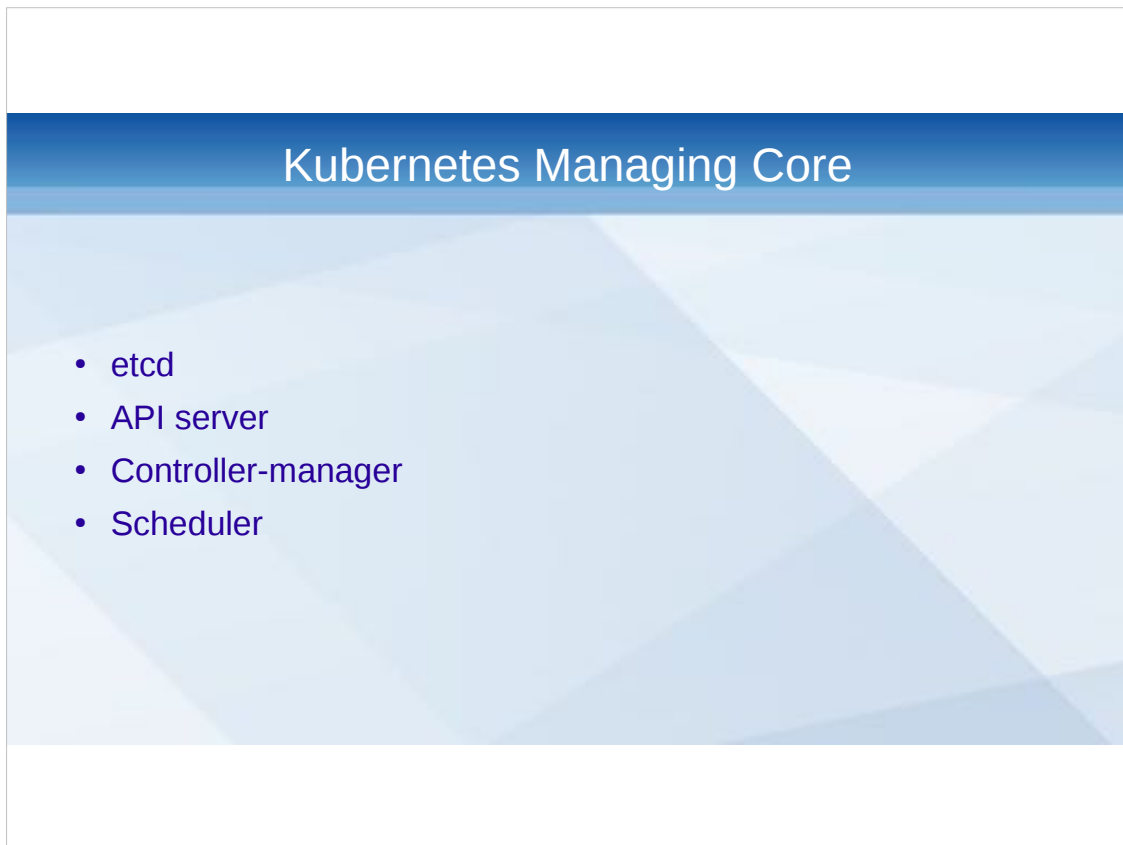 Kubernetes Managing Core
• etcd
• API server
• Controller-manager
• Scheduler